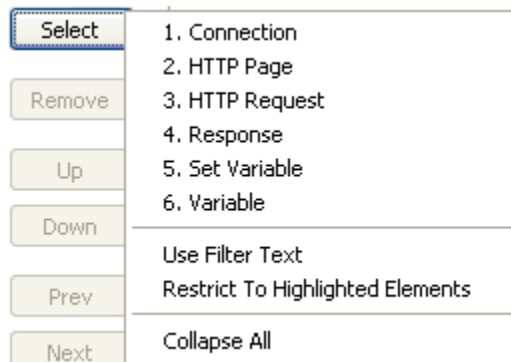 Select
Remove
Up
Down
Prev
Next
1. Connection
2. HTTP Page
3. HTTP Request
4. Response
5. Set Variable
6. Variable
Use Filter Text
Restrict To Highlighted Elements
Collapse All